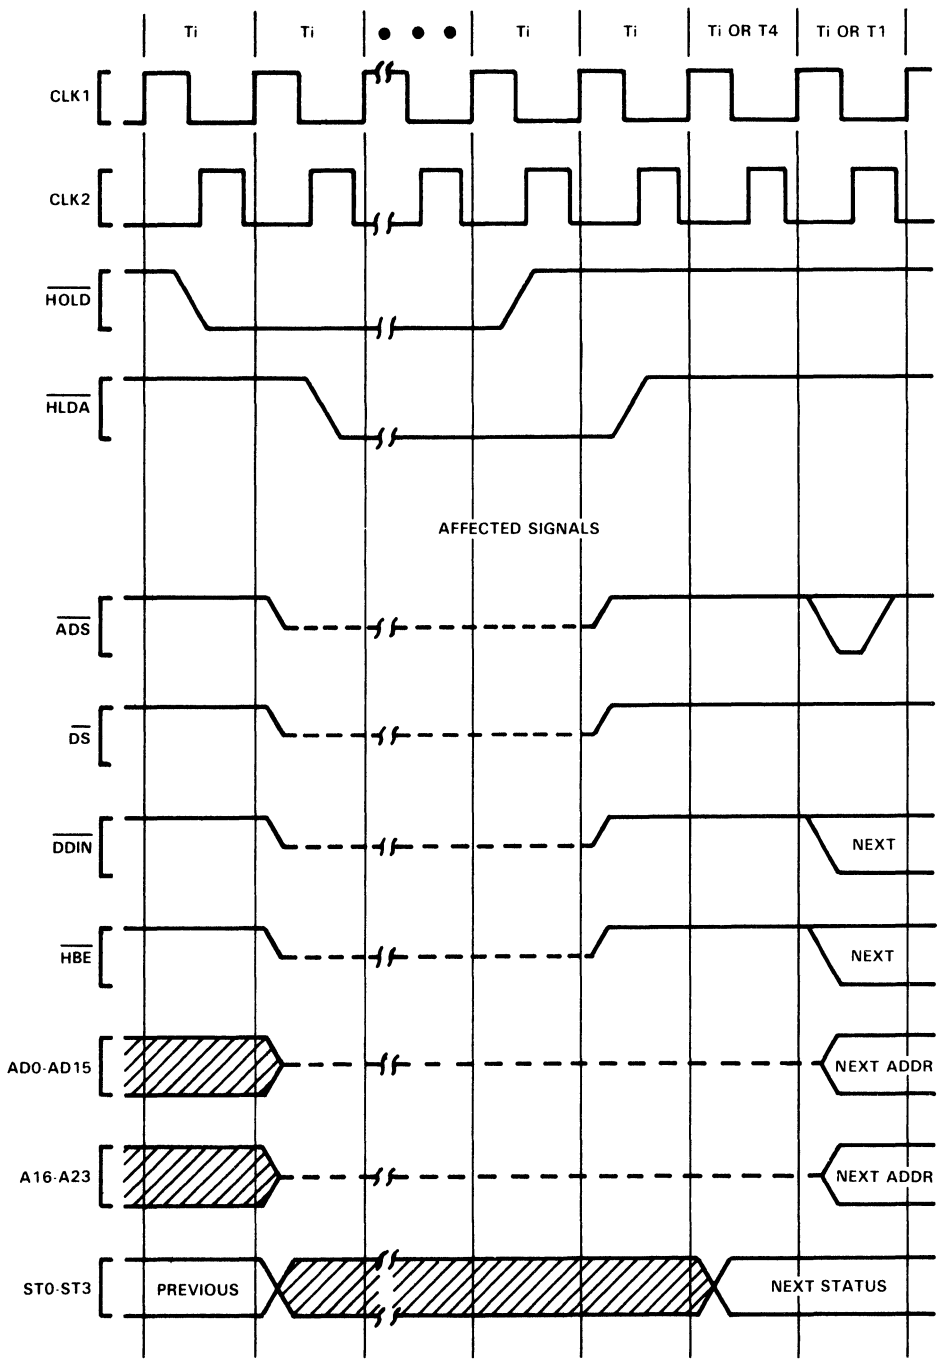 Ti Ti • • • Ti Ti Ti OR T4 Ti OR T1
CLK1
CLK2
HOLD
HLDA
AFFECTED SIGNALS
ADS
DS
DDIN NEXT
HBE NEXT
AD0-AD15 NEXT ADDR
A16-A23 NEXT ADDR
ST0-ST3 PREVIOUS NEXT STATUS